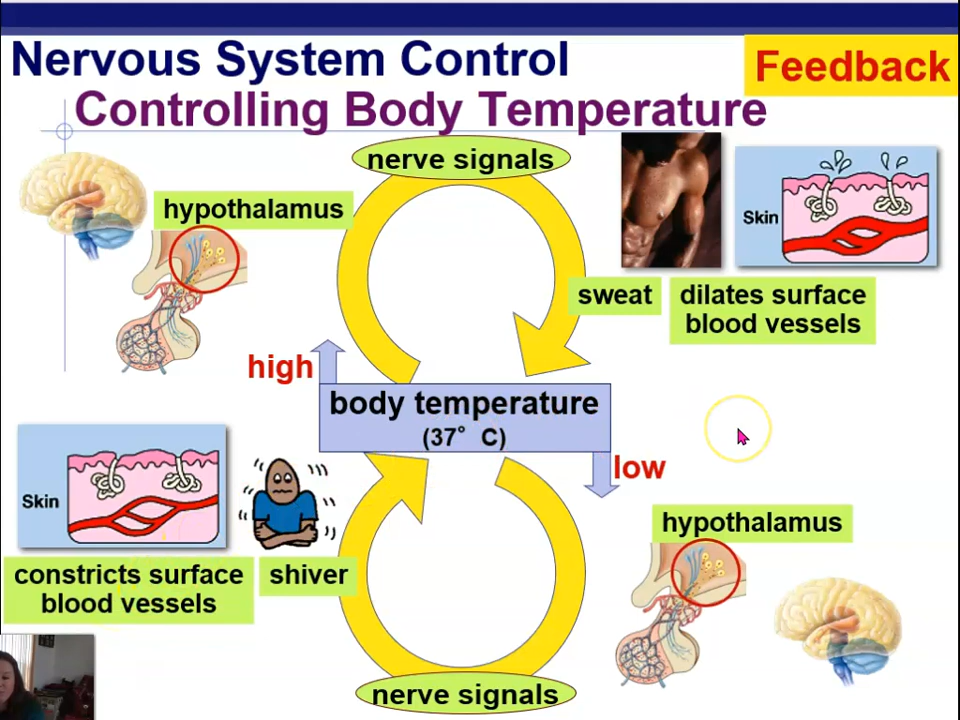 Nervous System Control
Feedback
Controlling Body Temperature
nerve signals
hypothalamus
Skin
sweat
dilates surface
blood vessels
high
body temperature
(37° C)
low
Skin
hypothalamus
constricts surface
blood vessels
shiver
nerve signals